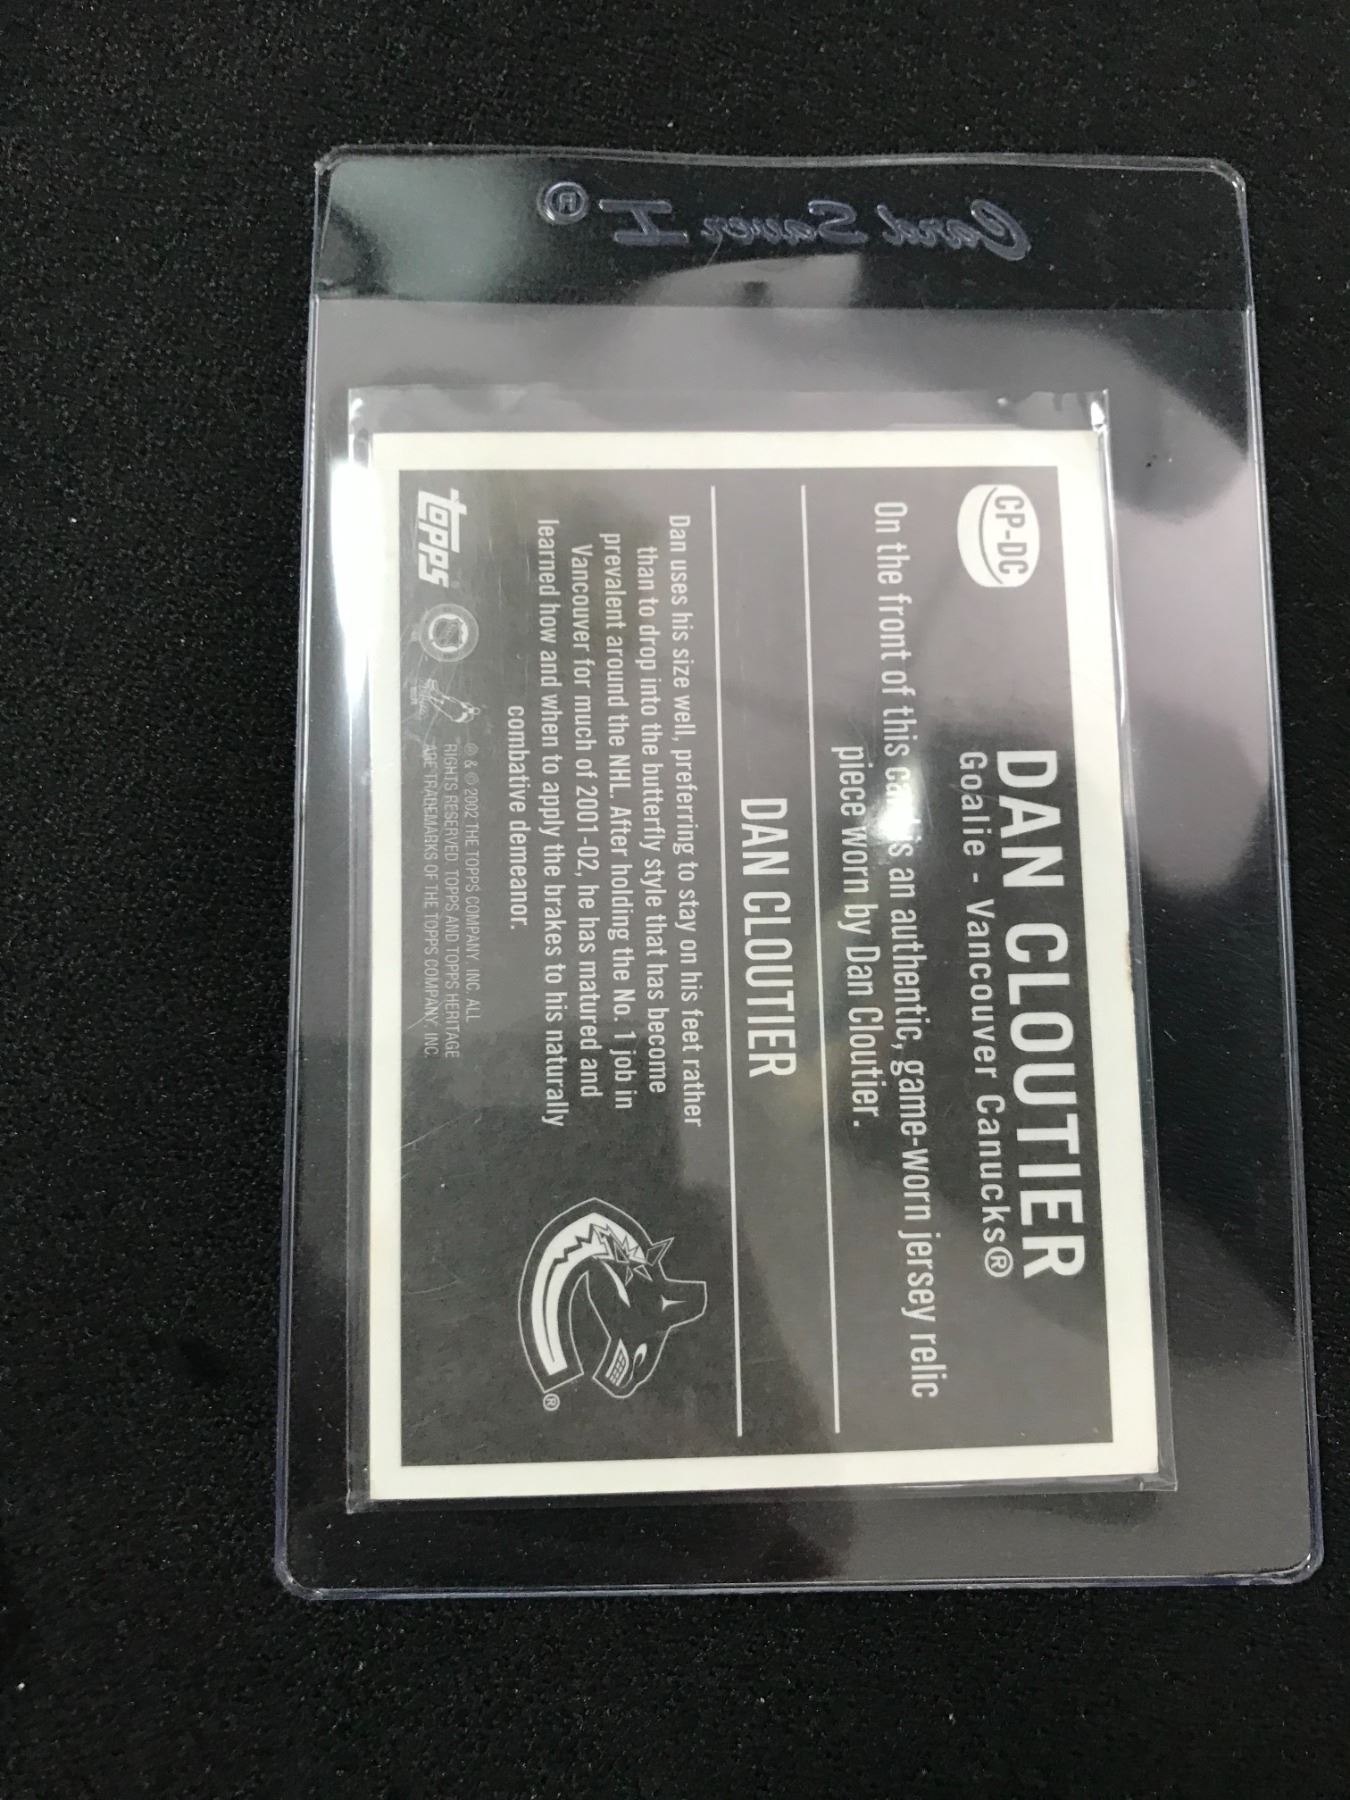 Card Saver I®
CP-DC
DAN CLOUTIER
Goalie - Vancouver Canucks®
On the front of this card is an authentic, game-worn jersey relic
piece worn by Dan Cloutier.
DAN CLOUTIER
Dan uses his size well, preferring to stay on his feet rather
than to drop into the butterfly style that has become
prevalent around the NHL. After holding the No. 1 job in
Vancouver for much of 2001-02, he has matured and
learned how and when to apply the brakes to his naturally
combative demeanor.
®
topps
® & © 2002 THE TOPPS COMPANY, INC. ALL
RIGHTS RESERVED. TOPPS AND TOPPS HERITAGE
ARE TRADEMARKS OF THE TOPPS COMPANY, INC.